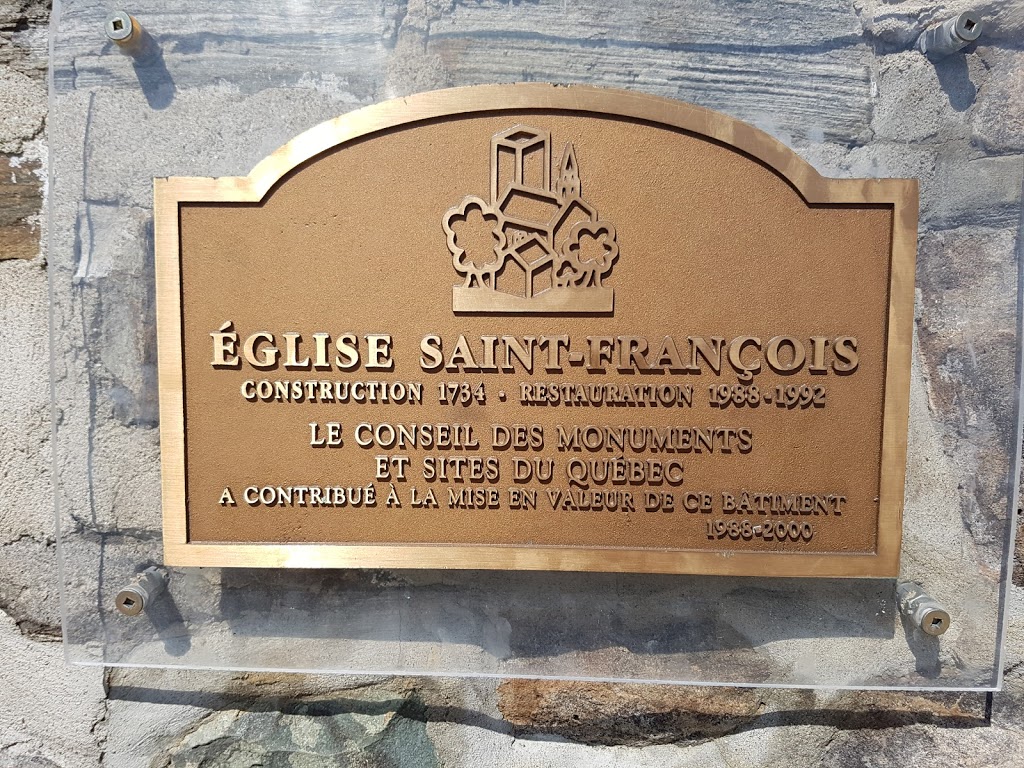 ÉGLISE SAINT-FRANÇOIS
CONSTRUCTION 1734 · RESTAURATION 1988-1992
LE CONSEIL DES MONUMENTS
ET SITES DU QUÉBEC
A CONTRIBUÉ À LA MISE EN VALEUR DE CE BÂTIMENT
1988-2000